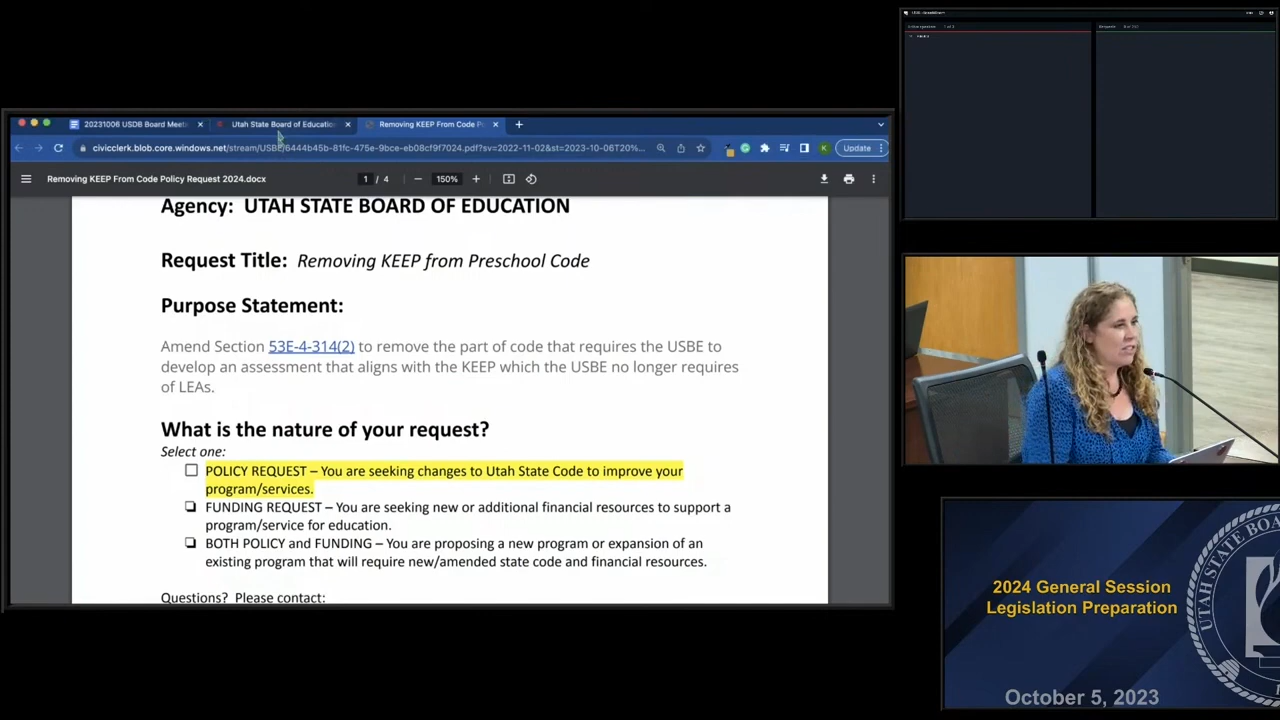 20231006 USDB Board Meeti
Utah State Board of Educatio
Removing KEEP From Code P
civicclerk.blob.core.windows.net/stream/USBE/6444b45b-81fc-475e-9bce-eb08cf9f7024.pdf?sv=2022-11-02&st=2023-10-06T20%...
K
Update
Removing KEEP From Code Policy Request 2024.docx
1 / 4
150%
Agency: UTAH STATE BOARD OF EDUCATION
Request Title: Removing KEEP from Preschool Code
Purpose Statement:
Amend Section 53E-4-314(2) to remove the part of code that requires the USBE to
develop an assessment that aligns with the KEEP which the USBE no longer requires
of LEAs.
What is the nature of your request?
Select one:
POLICY REQUEST – You are seeking changes to Utah State Code to improve your
program/services.
FUNDING REQUEST – You are seeking new or additional financial resources to support a
program/service for education.
BOTH POLICY and FUNDING – You are proposing a new program or expansion of an
existing program that will require new/amended state code and financial resources.
Questions? Please contact:
2024 General Session
Legislation Preparation
October 5, 2023
UTAH STATE BOA